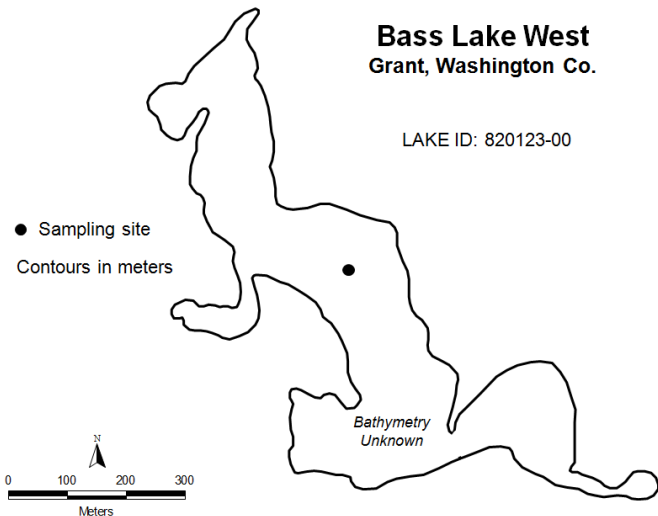 Bass Lake West
Grant, Washington Co.
LAKE ID: 820123-00
Sampling site
Contours in meters
Bathymetry
Unknown
N
0 100 200 300
Meters